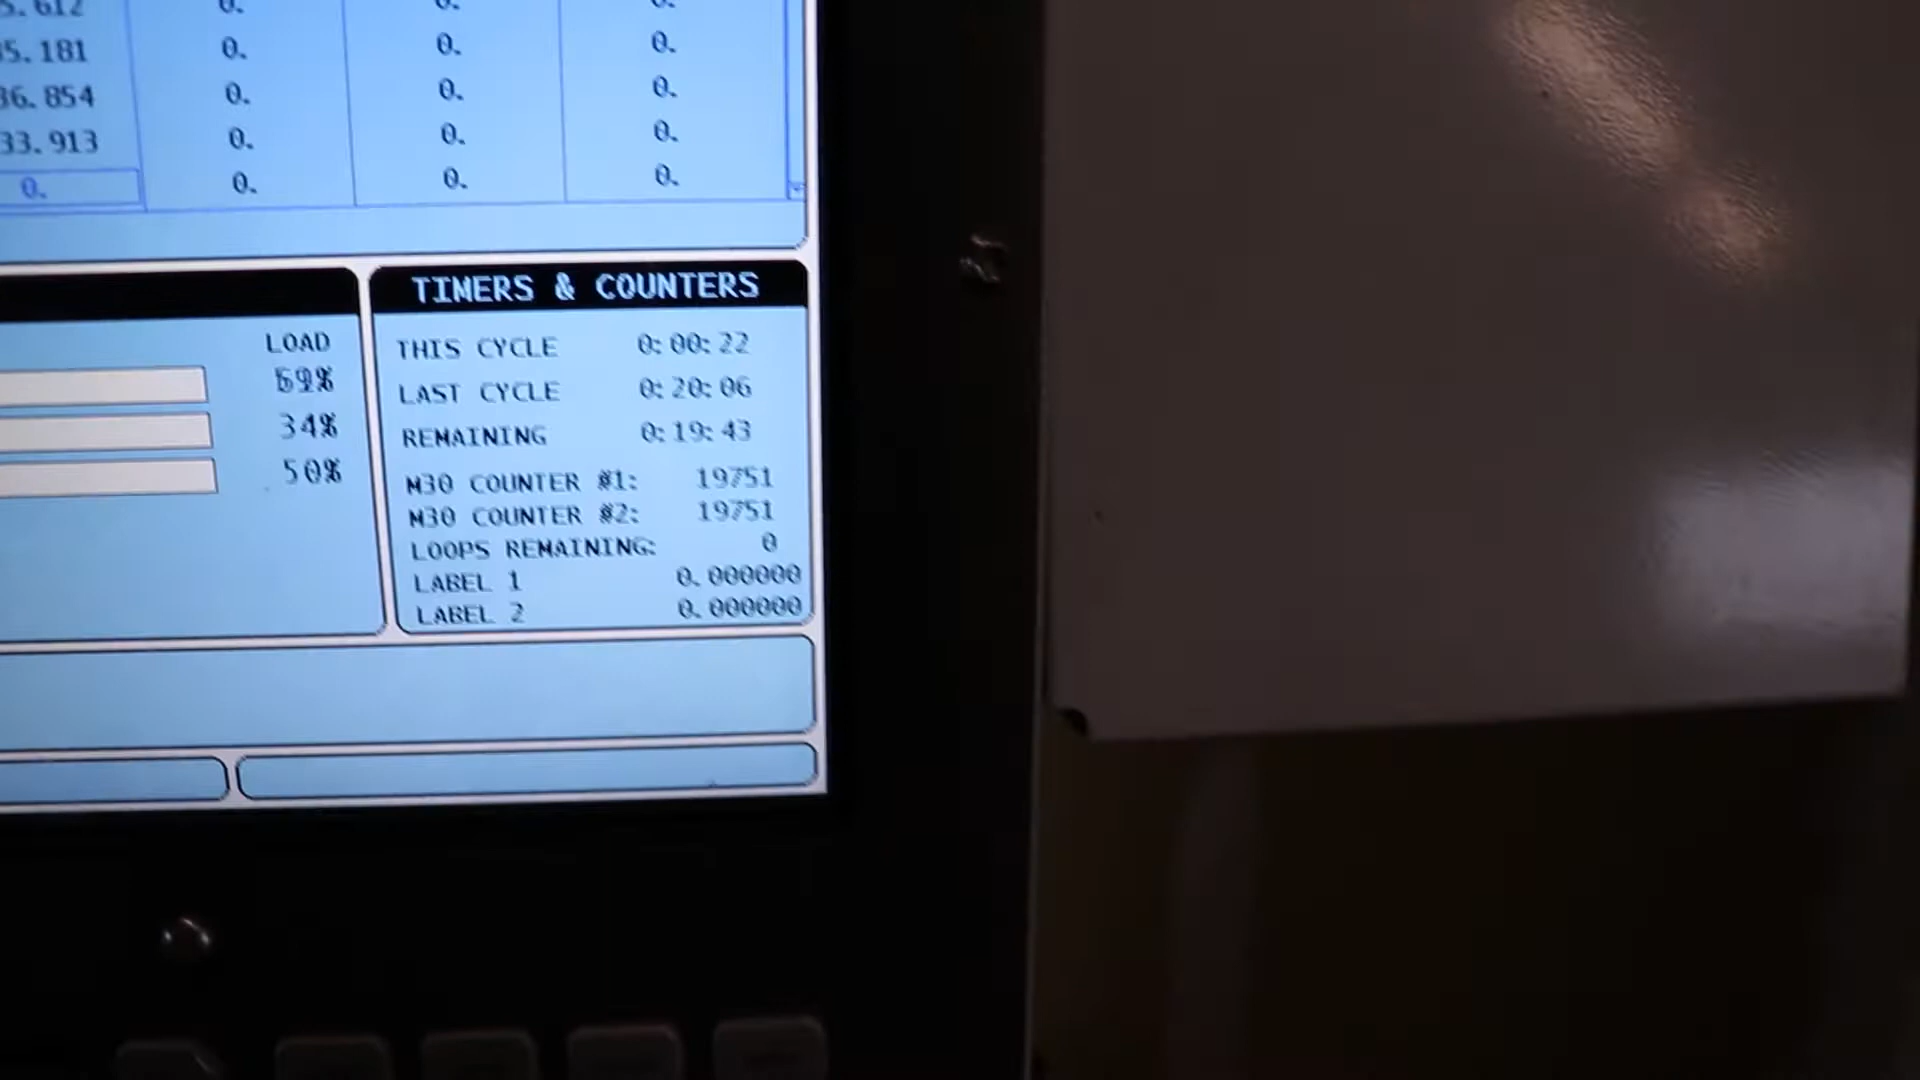 0. 0. 0.
5.181 0. 0. 0.
36.854 0. 0. 0.
33.913 0. 0. 0.
0. 0. 0. 0.
TIMERS & COUNTERS
LOAD
34%
50%
THIS CYCLE 0:00:22
LAST CYCLE 0:20:06
REMAINING 0:19:43
M30 COUNTER #1: 19751
M30 COUNTER #2: 19751
LOOPS REMAINING: 0
LABEL 1 0.000000
LABEL 2 0.000000